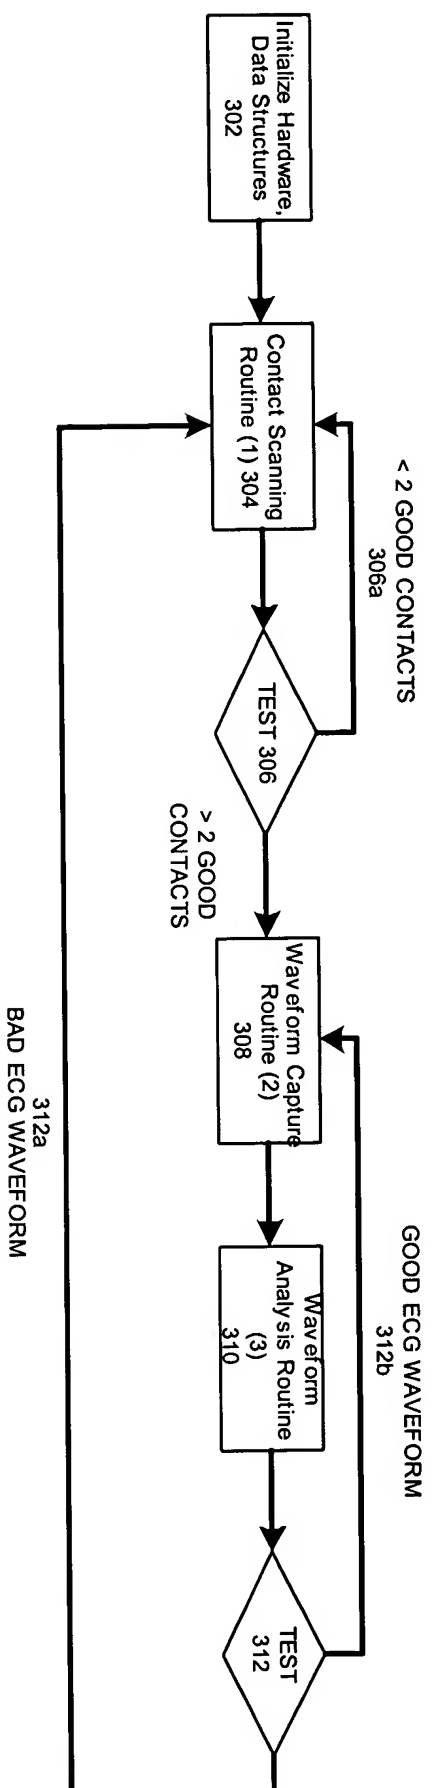 Initialize Hardware,
Data Structures
302
Contact Scanning
Routine (1) 304
< 2 GOOD CONTACTS
306a
TEST 306
> 2 GOOD
CONTACTS
Waveform Capture
Routine (2)
308
Waveform
Analysis Routine
(3)
310
GOOD ECG WAVEFORM
312b
TEST
312
312a
BAD ECG WAVEFORM